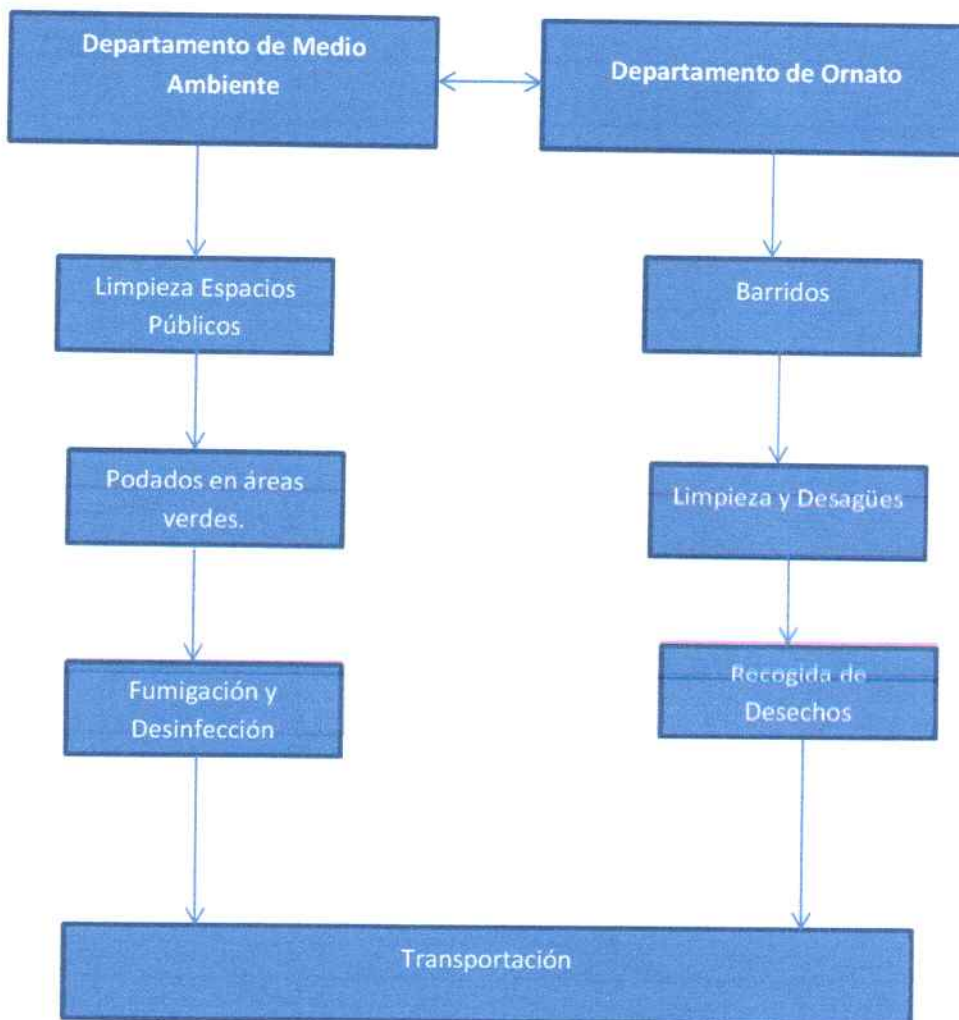 Departamento de Medio
Ambiente
Departamento de Ornato
Limpieza Espacios
Públicos
Barridos
Podados en áreas
verdes.
Limpieza y Desagües
Fumigación y
Desinfección
Recogida de
Desechos
Transportación